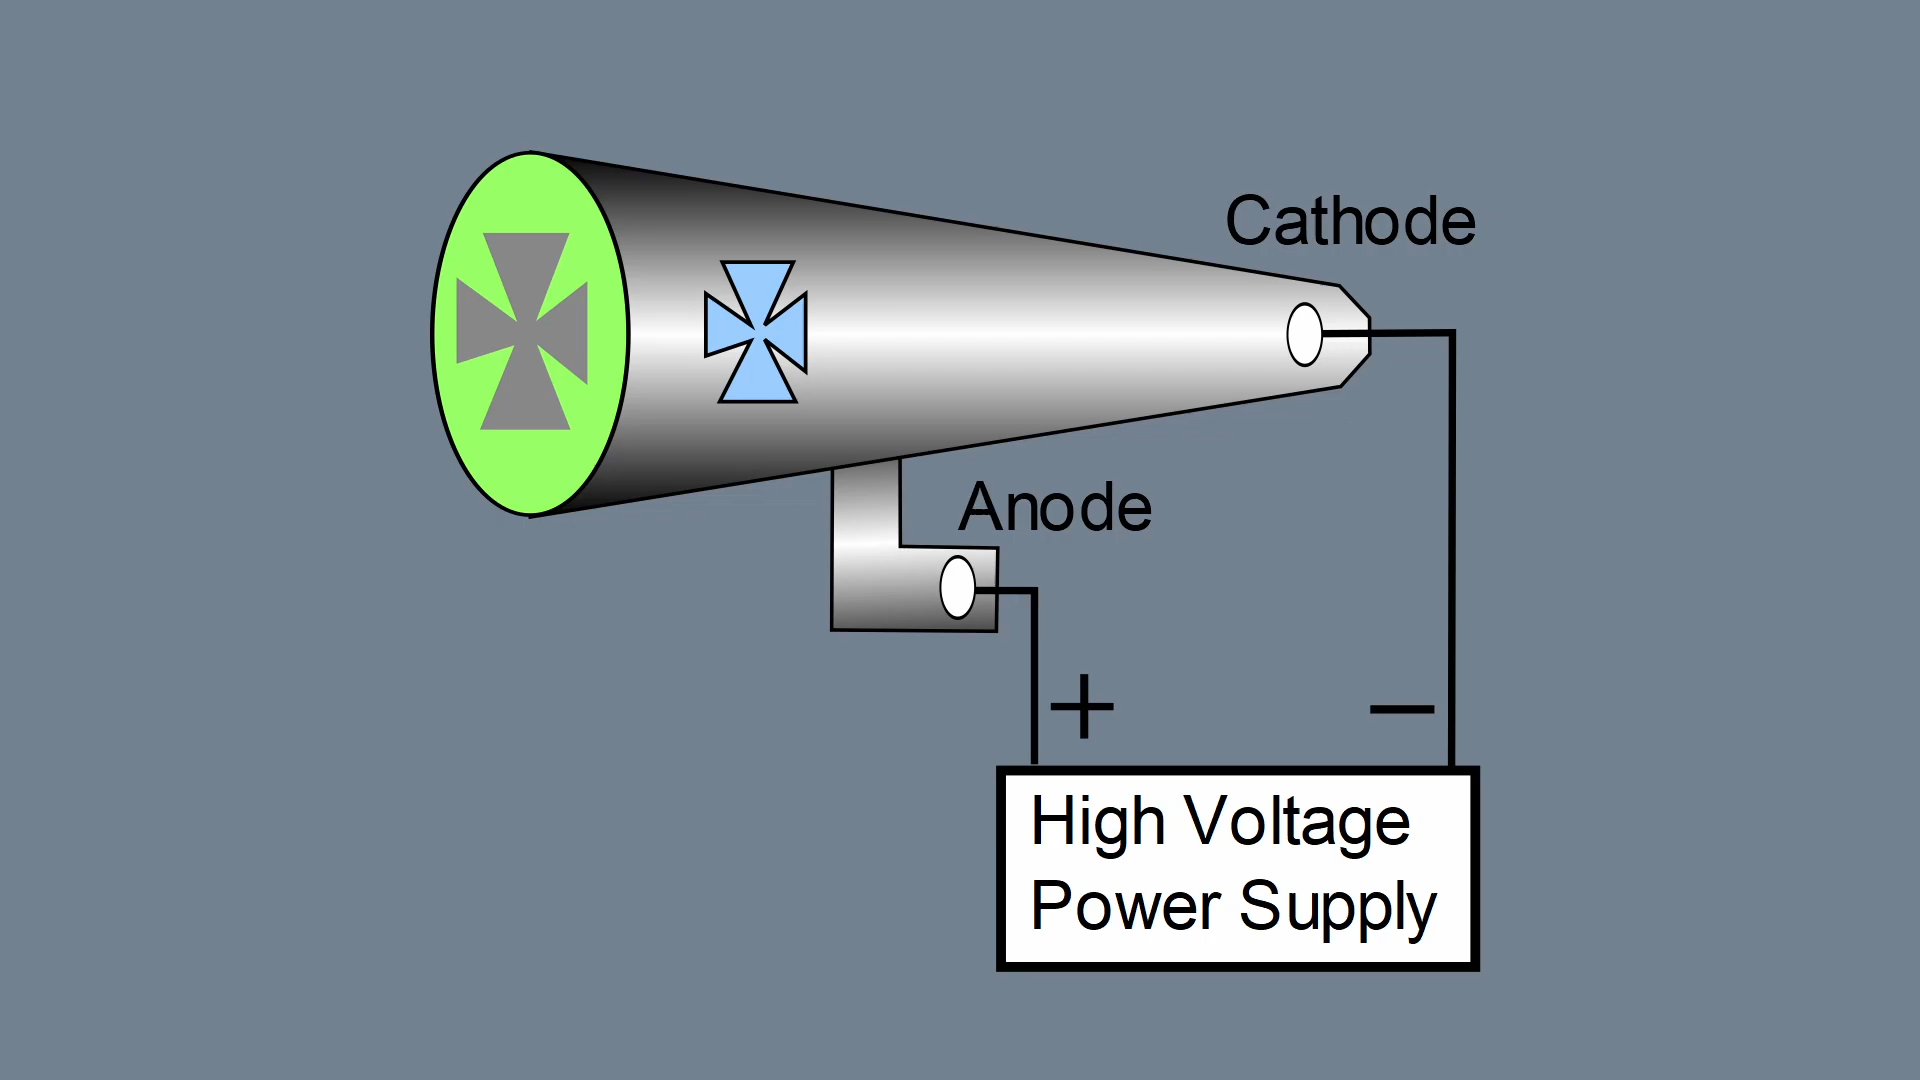 Cathode
Anode
+
–
High Voltage
Power Supply